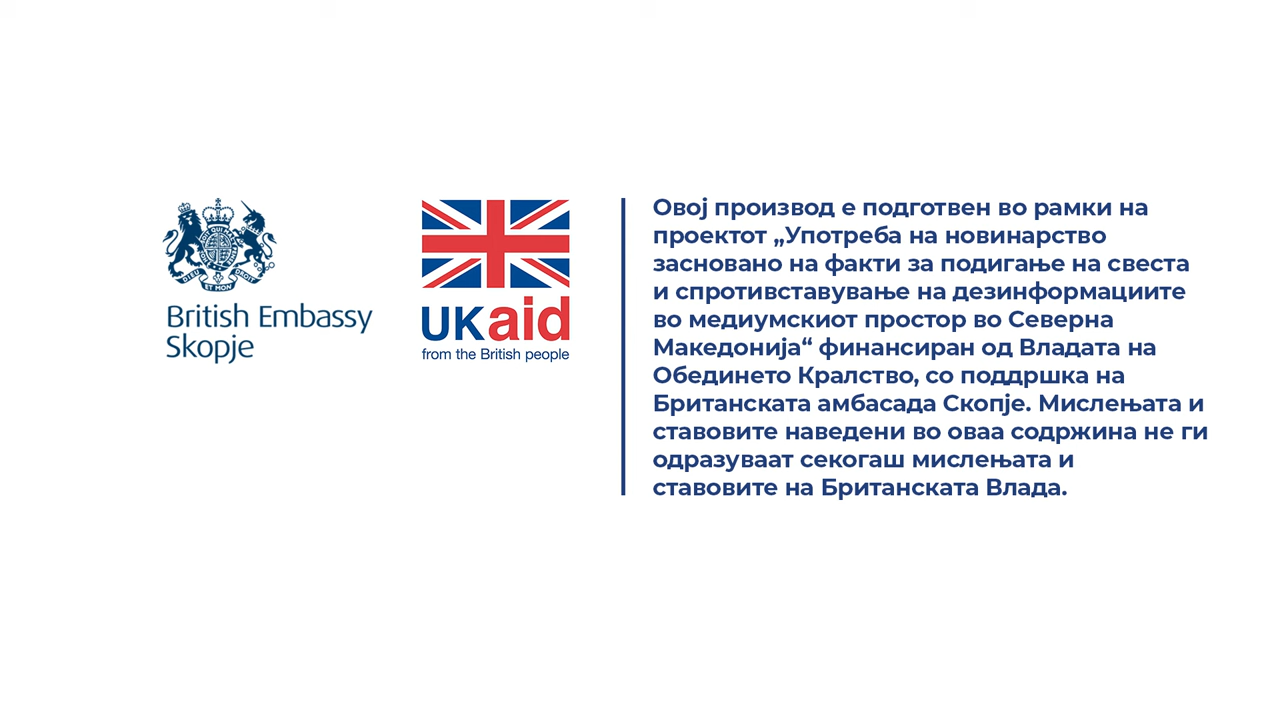 British Embassy
Skopje
UKaid
from the British people
Овој производ е подготвен во рамки на
проектот „Употреба на новинарство
засновано на факти за подигање на свеста
и спротивставување на дезинформациите
во медиумскиот простор во Северна
Македонија“ финансиран од Владата на
Обединето Кралство, со поддршка на
Британската амбасада Скопје. Мислењата и
ставовите наведени во оваа содржина не ги
одразуваат секогаш мислењата и
ставовите на Британската Влада.